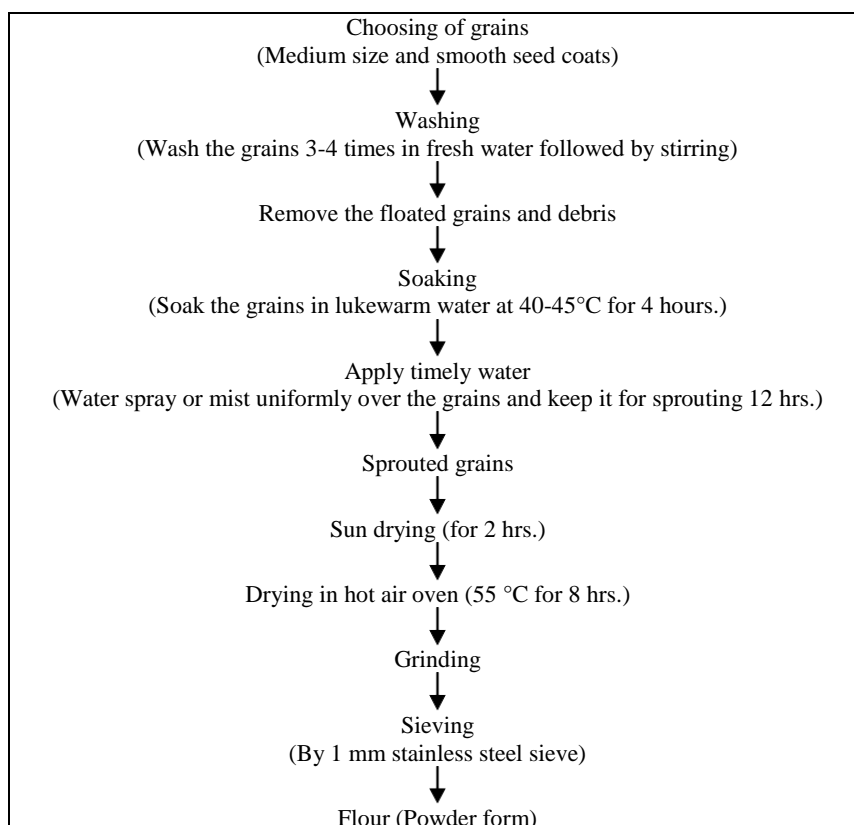 Choosing of grains
(Medium size and smooth seed coats)
Washing
(Wash the grains 3-4 times in fresh water followed by stirring)
Remove the floated grains and debris
Soaking
(Soak the grains in lukewarm water at 40-45°C for 4 hours.)
Apply timely water
(Water spray or mist uniformly over the grains and keep it for sprouting 12 hrs.)
Sprouted grains
Sun drying (for 2 hrs.)
Drying in hot air oven (55 °C for 8 hrs.)
Grinding
Sieving
(By 1 mm stainless steel sieve)
Flour (Powder form)